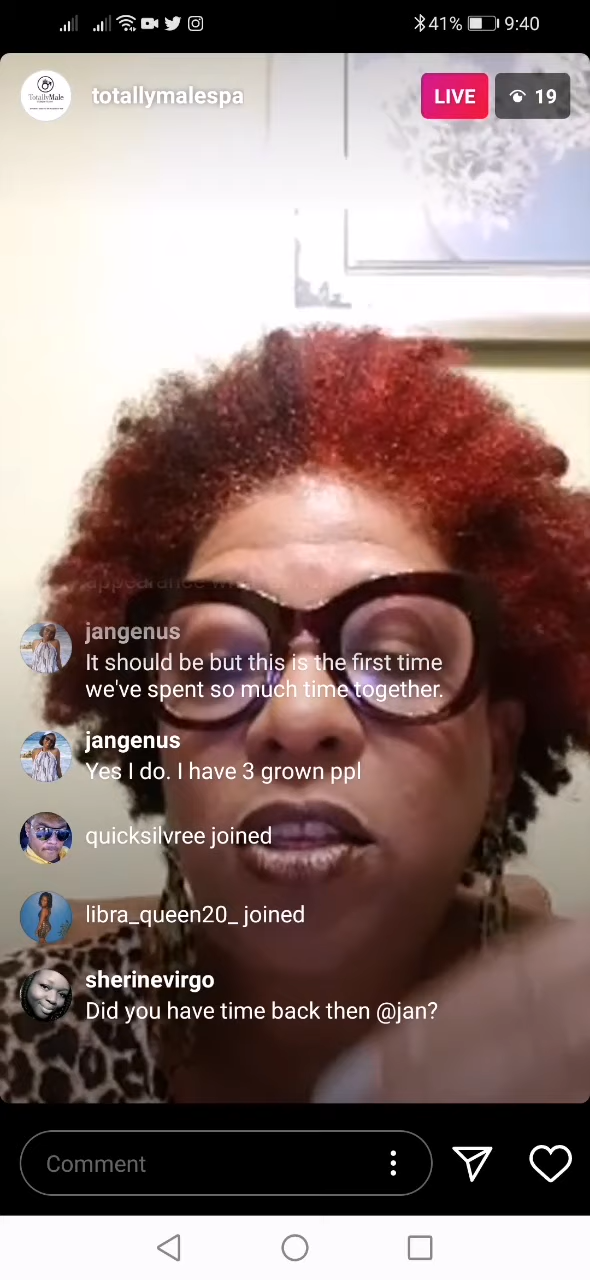 41% 9:40
TotallyMale
totallymalespa
LIVE
19
appearance
jangenus
It should be but this is the first time
we've spent so much time together.
jangenus
Yes I do. I have 3 grown ppl
quicksilvree joined
libra_queen20_ joined
sherinevirgo
Did you have time back then @jan?
Comment